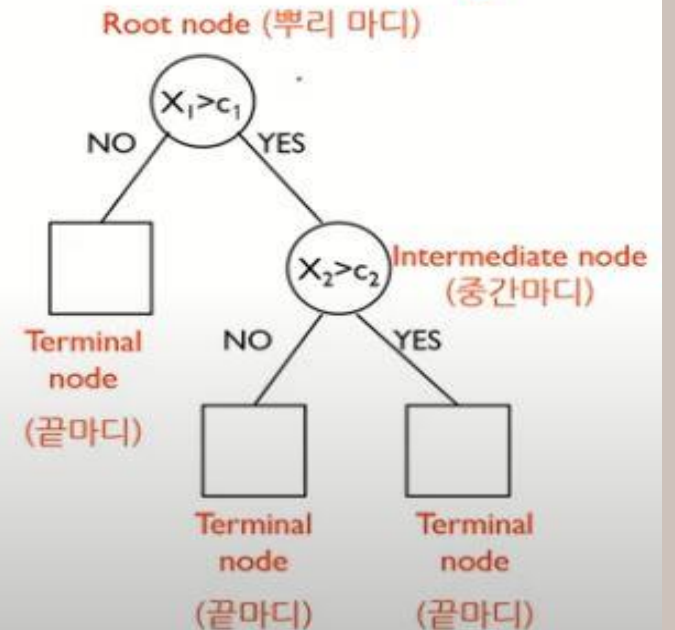 Root node (뿌리 마디)
X₁>c₁
NO
YES
X₂>c₂
Intermediate node
(중간마디)
Terminal
node
(끝마디)
NO
YES
Terminal
node
(끝마디)
Terminal
node
(끝마디)